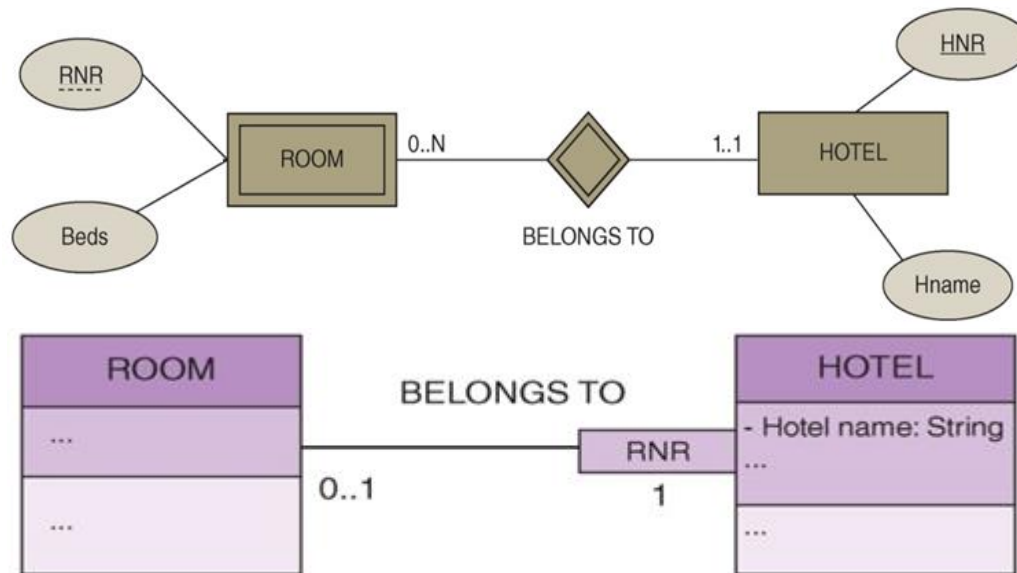 HNR
RNR
0..N
1..1
ROOM
HOTEL
Beds
BELONGS TO
Hname
ROOM
BELONGS TO
HOTEL
...
RNR
- Hotel name: String
...
0..1
1
...
...